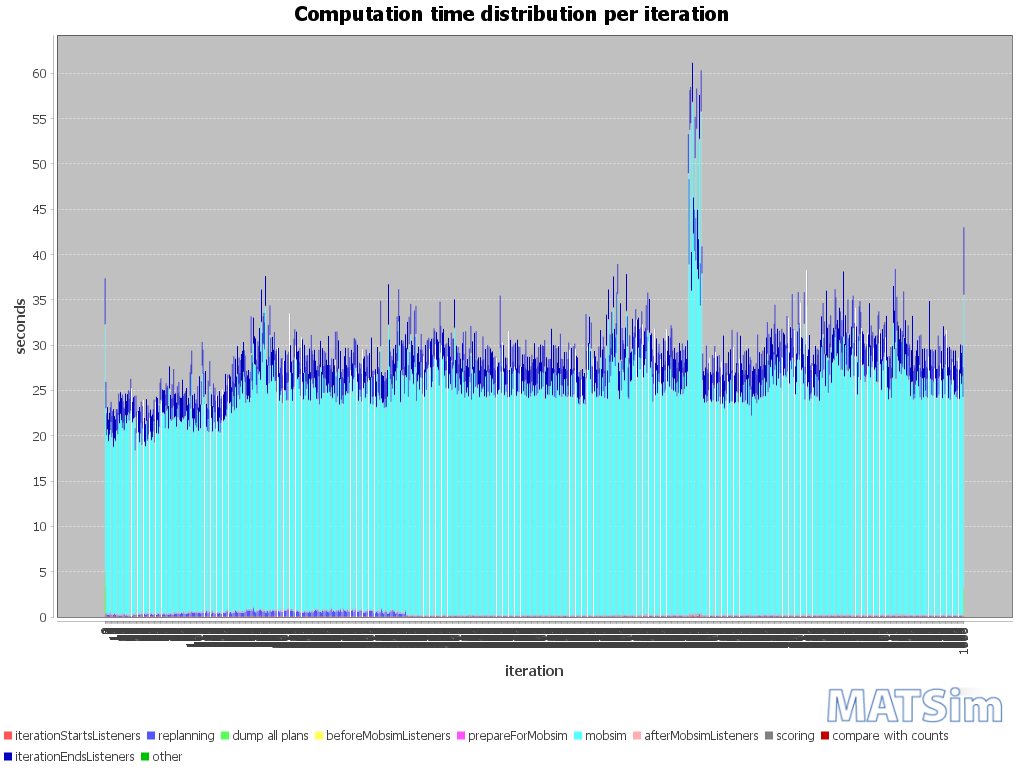 Computation time distribution per iteration
60
55
50
45
40
35
30
25
20
15
10
5
0
seconds
iteration
MATSim
iterationStartsListeners replanning dump all plans beforeMobsimListeners prepareForMobsim mobsim afterMobsimListeners scoring compare with counts
iterationEndsListeners other